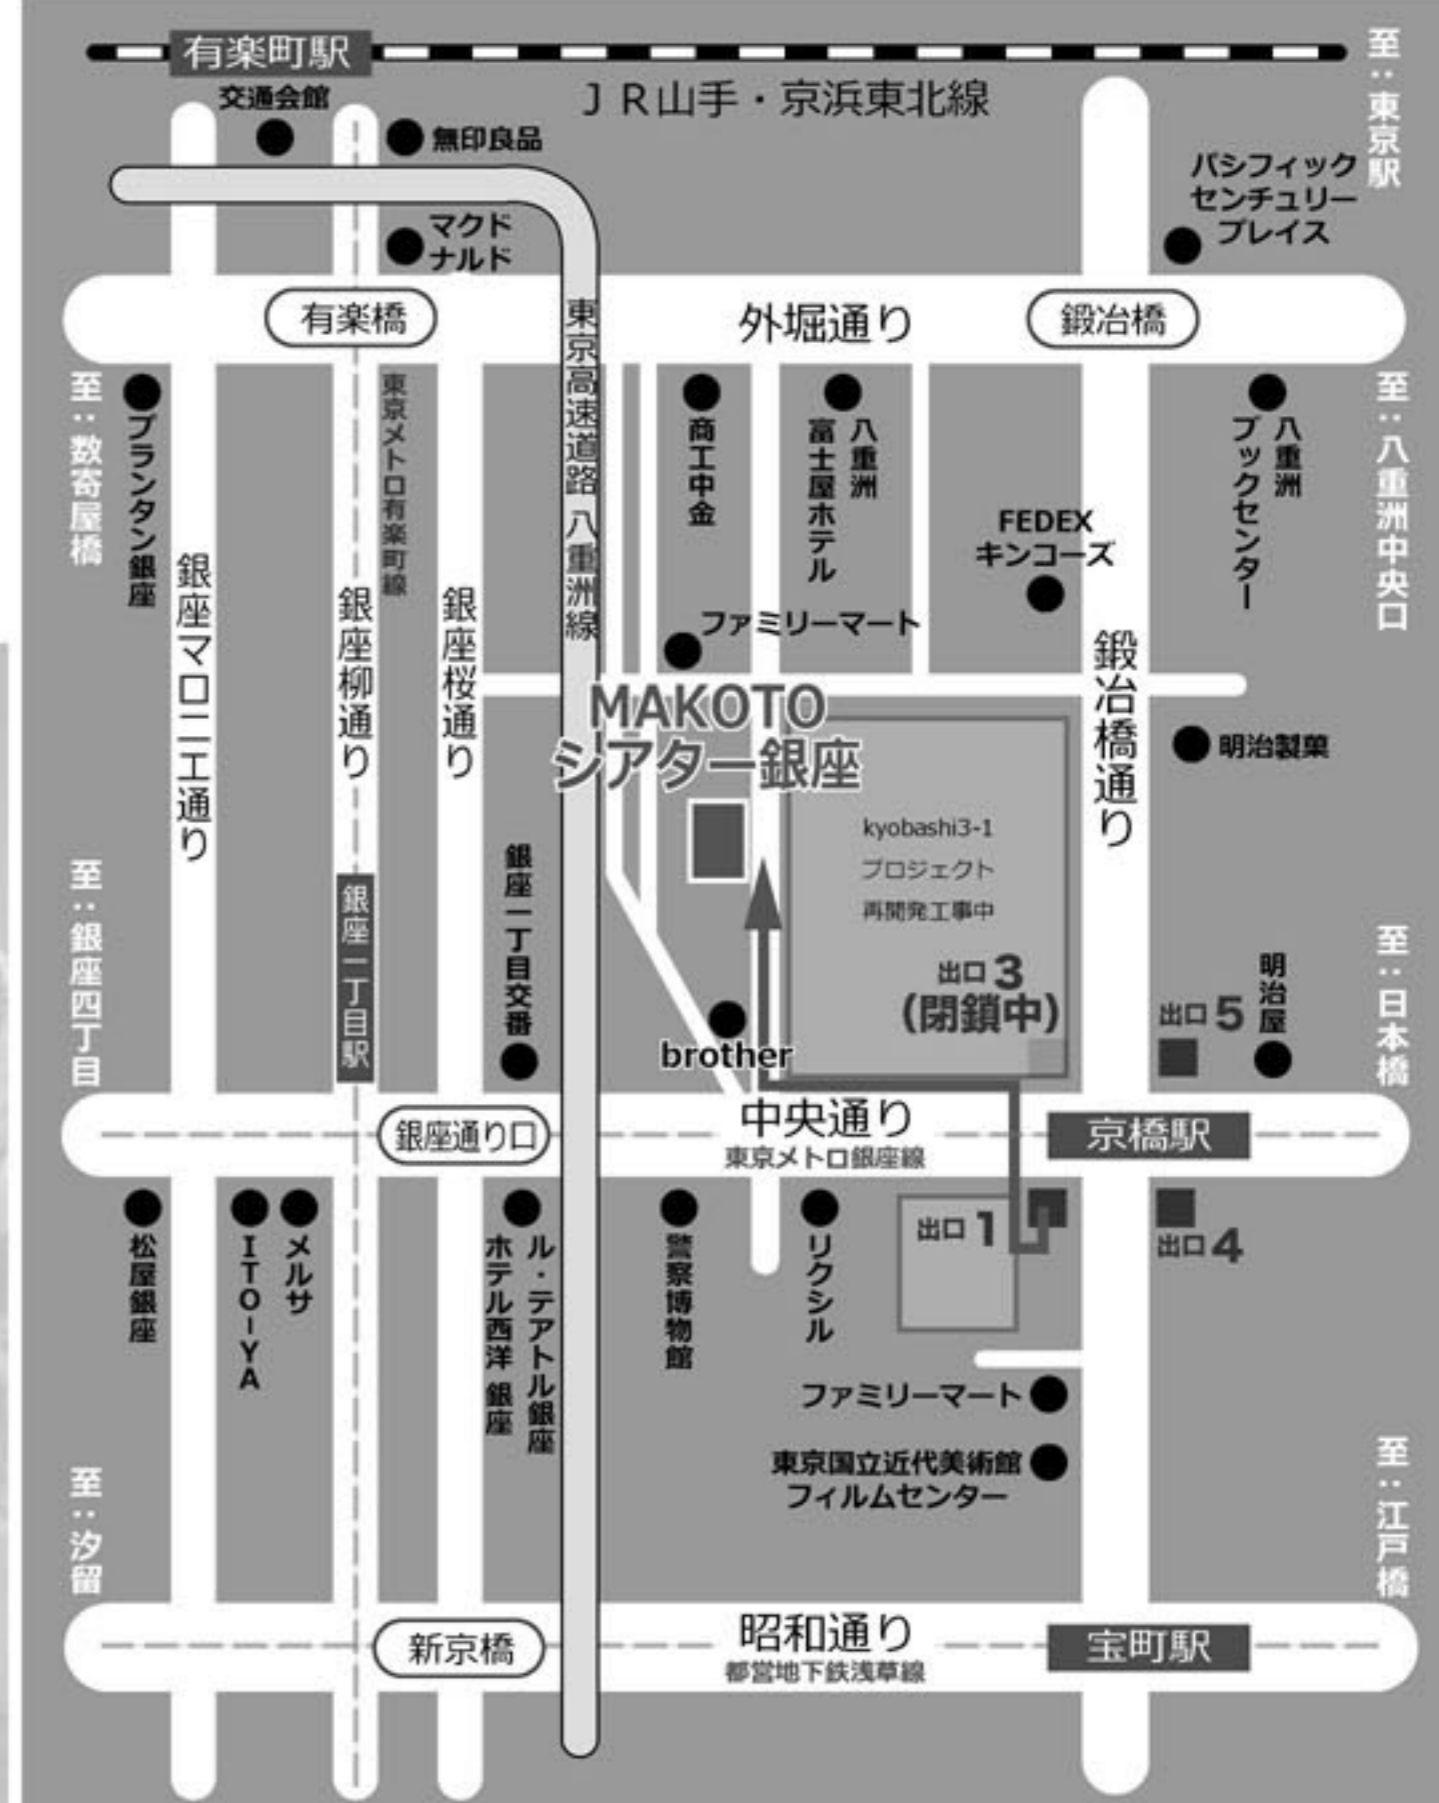 有楽町駅
交通会館
無印良品
JR山手・京浜東北線
至:東京駅
パシフィック
センチュリー
プレイス
マクド
ナルド
有楽橋
外堀通り
鍛冶橋
東京高速道路 八重洲線
至:数寄屋橋
プランタン銀座
銀座マロニエ通り
銀座柳通り
東京メトロ有楽町線
銀座桜通り
商工中金
八重洲
富士屋ホテル
FEDEX
キンコーズ
八重洲
ブックセンター
至:八重洲中央口
ファミリーマート
鍛冶橋通り
MAKOTO
シアター銀座
明治製菓
kyobashi3-1
プロジェクト
再開発工事中
出口3
(閉鎖中)
至:銀座四丁目
銀座一丁目駅
銀座一丁目交番
brother
出口5
明治屋
至:日本橋
銀座通り口
中央通り
東京メトロ銀座線
京橋駅
松屋銀座
ITO-YA
メルサ
ル・テアトル銀座
ホテル西洋 銀座
警察博物館
リクシル
出口1
出口4
ファミリーマート
東京国立近代美術館
フィルムセンター
至:汐留
至:江戸橋
新京橋
昭和通り
都営地下鉄浅草線
宝町駅